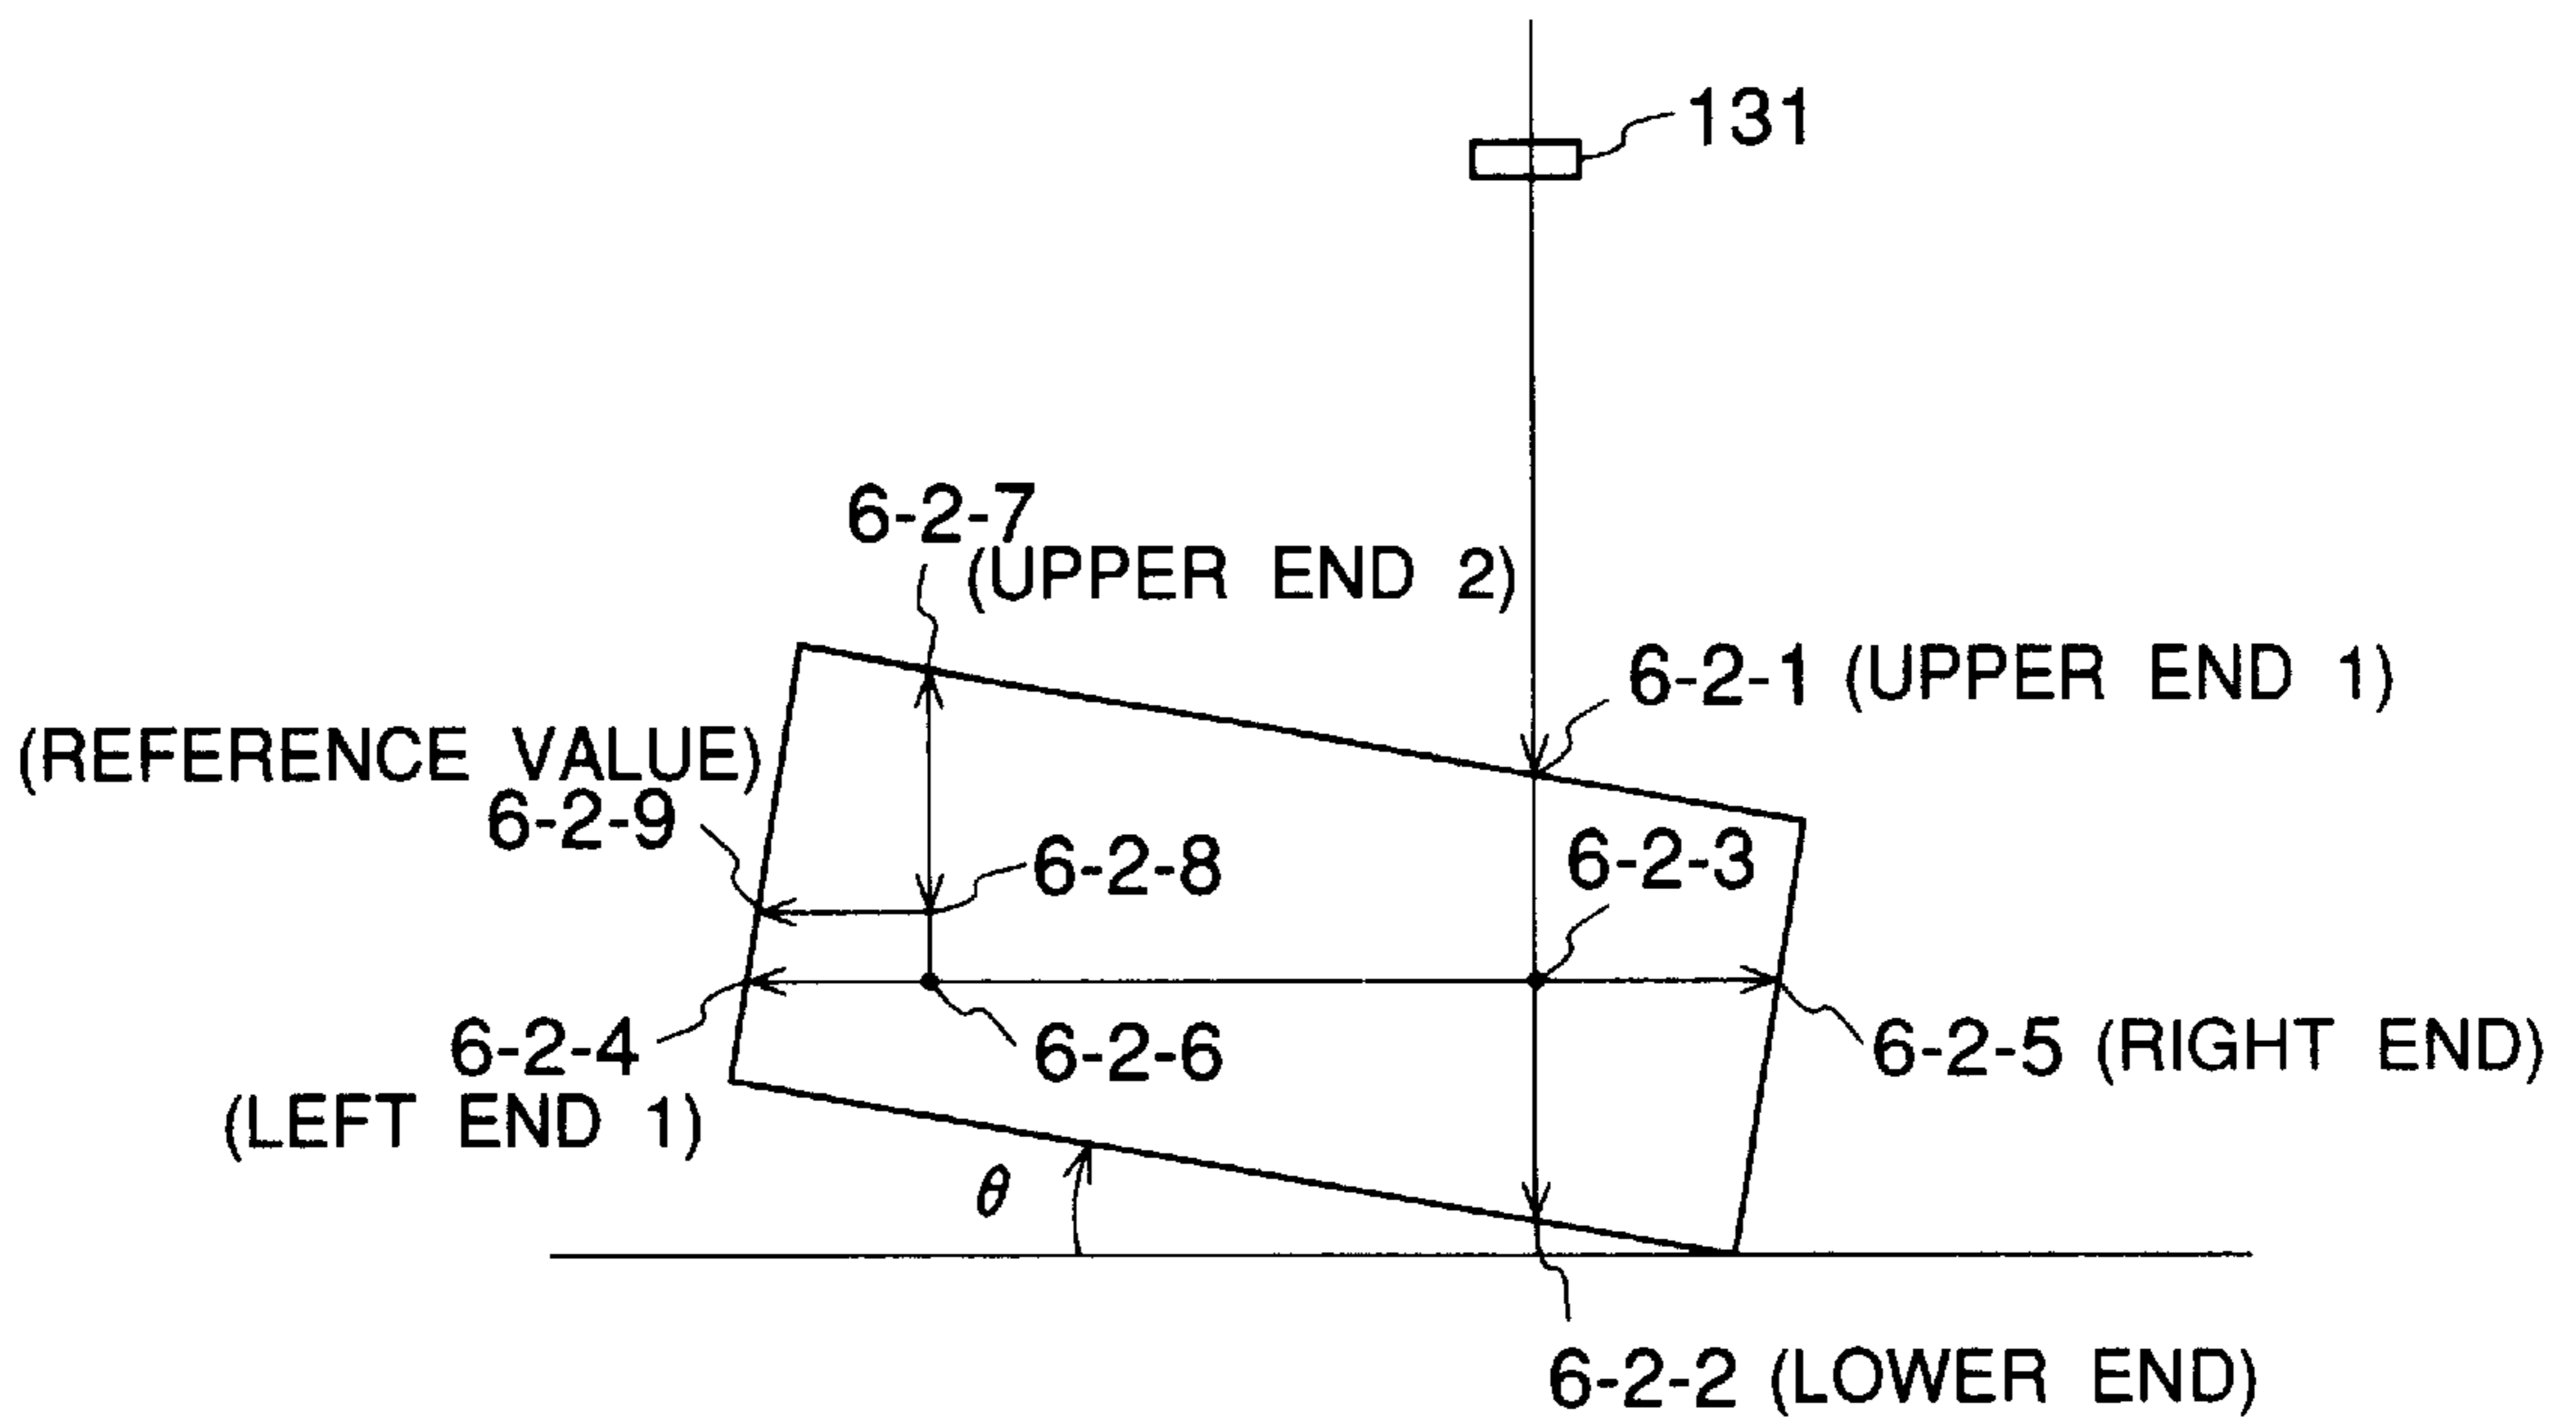 131
6-2-7
(UPPER END 2)
6-2-1 (UPPER END 1)
(REFERENCE VALUE)
6-2-9
6-2-8
6-2-3
6-2-4
(LEFT END 1)
6-2-6
6-2-5 (RIGHT END)
θ
6-2-2 (LOWER END)